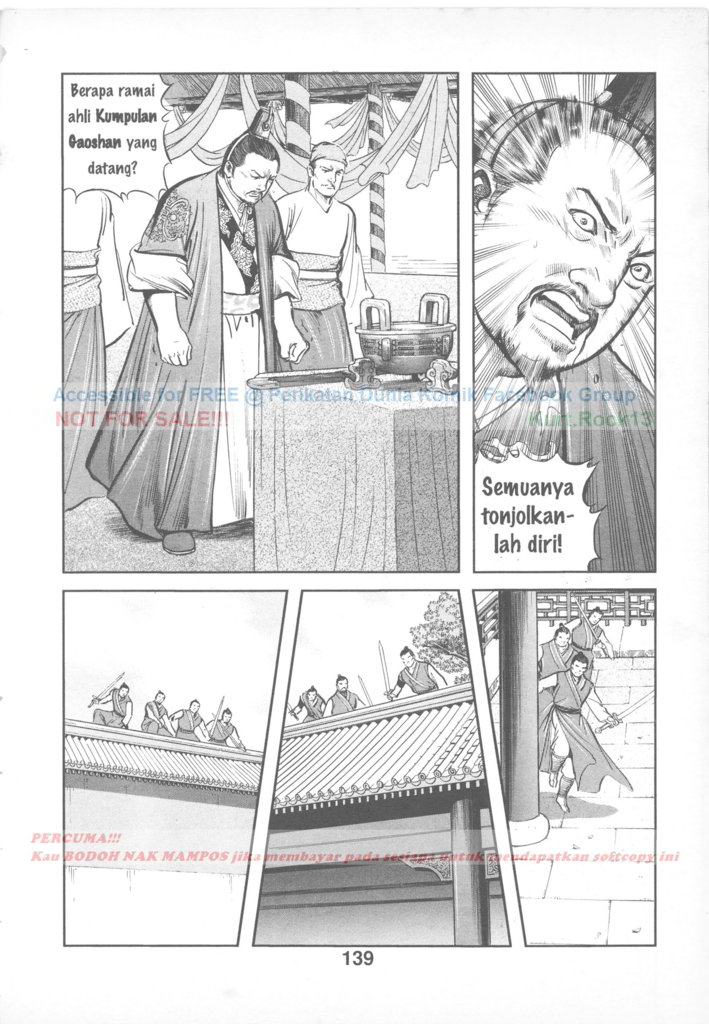 Berapa ramai
ahli Kumpulan
Gaoshan yang
datang?
Semuanya
tonjolkan-
lah diri!
Accessible for FREE @ Perikatan Dunia Komik Facebook Group
NOT FOR SALE!!!
Kurt.Rock13
PERCUMA!!!
Kau BODOH NAK MAMPOS jika membayar pada sesiapa untuk mendapatkan softcopy ini
139